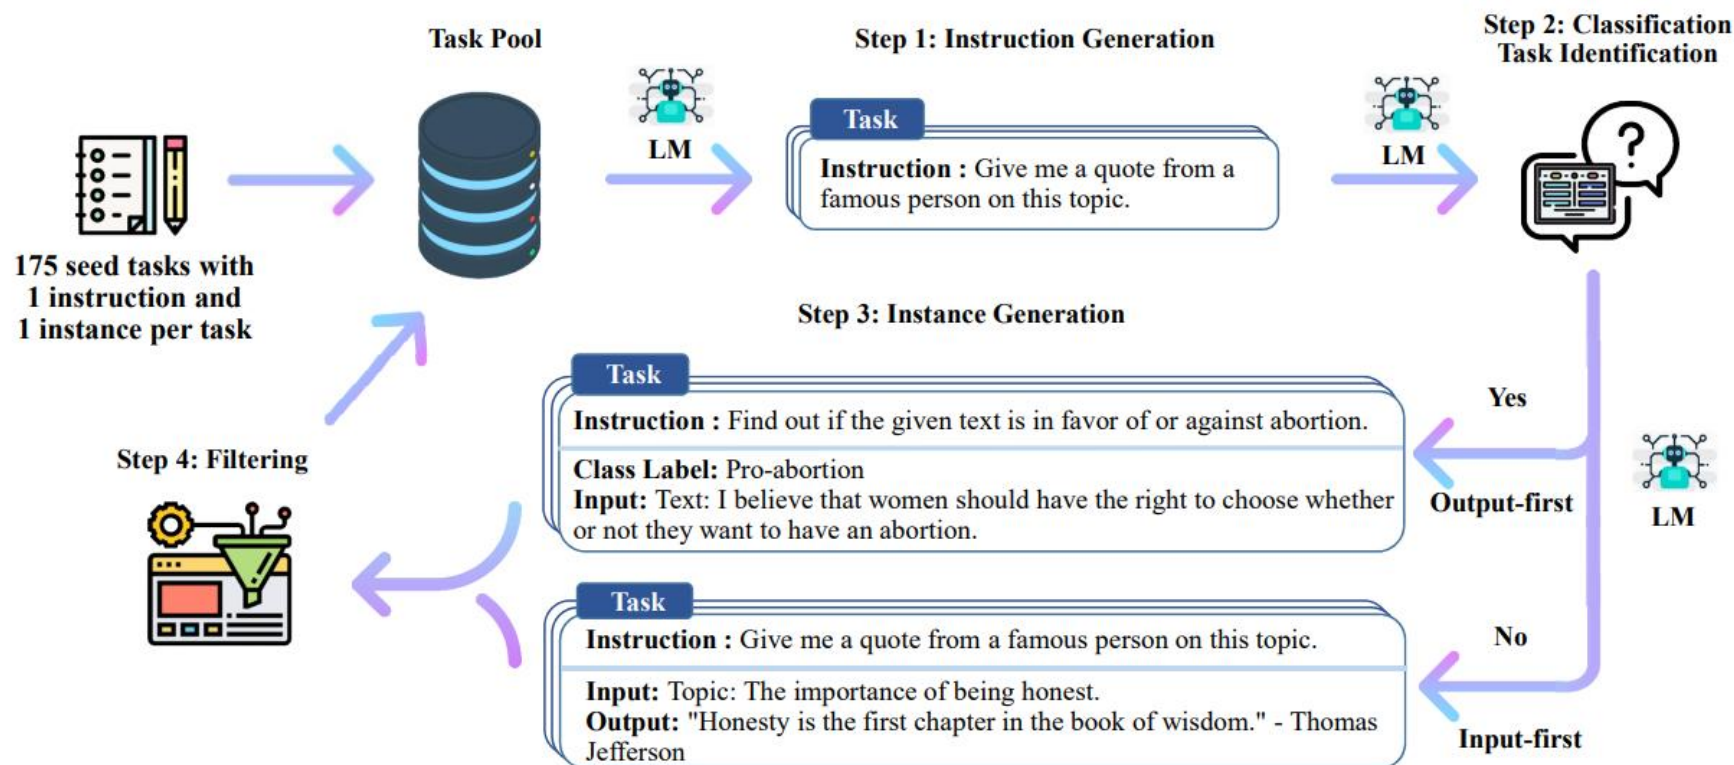 Task Pool
Step 1: Instruction Generation
Step 2: Classification
Task Identification
LM
LM
Task
Instruction : Give me a quote from a
famous person on this topic.
175 seed tasks with
1 instruction and
1 instance per task
Step 3: Instance Generation
Task
Instruction : Find out if the given text is in favor of or against abortion.
Class Label: Pro-abortion
Input: Text: I believe that women should have the right to choose whether
or not they want to have an abortion.
Yes
Output-first
LM
Step 4: Filtering
Task
Instruction : Give me a quote from a famous person on this topic.
Input: Topic: The importance of being honest.
Output: "Honesty is the first chapter in the book of wisdom." - Thomas
Jefferson
No
Input-first